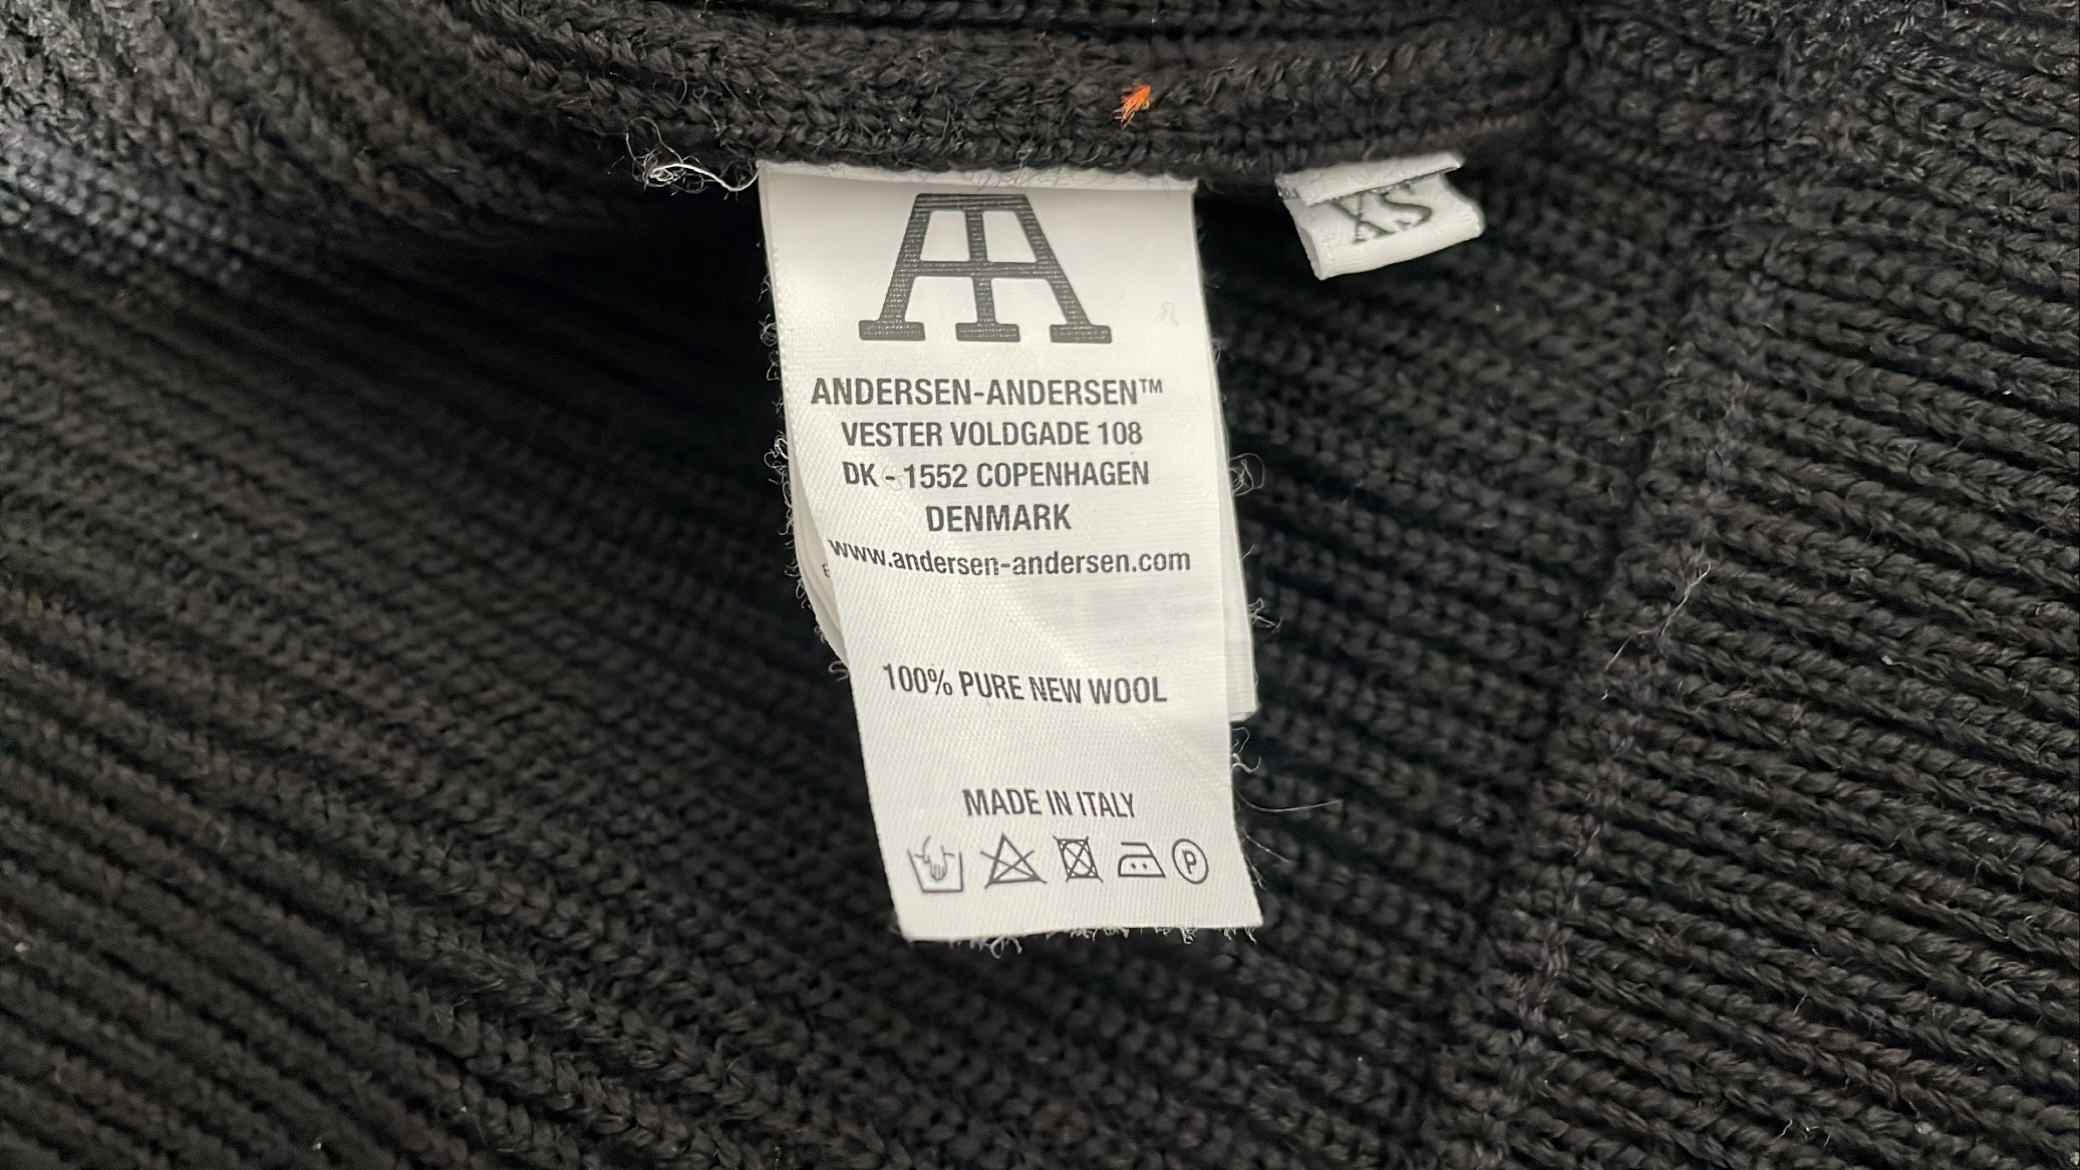 XS
ANDERSEN-ANDERSEN™
VESTER VOLDGADE 108
DK - 1552 COPENHAGEN
DENMARK
www.andersen-andersen.com
100% PURE NEW WOOL
MADE IN ITALY
P